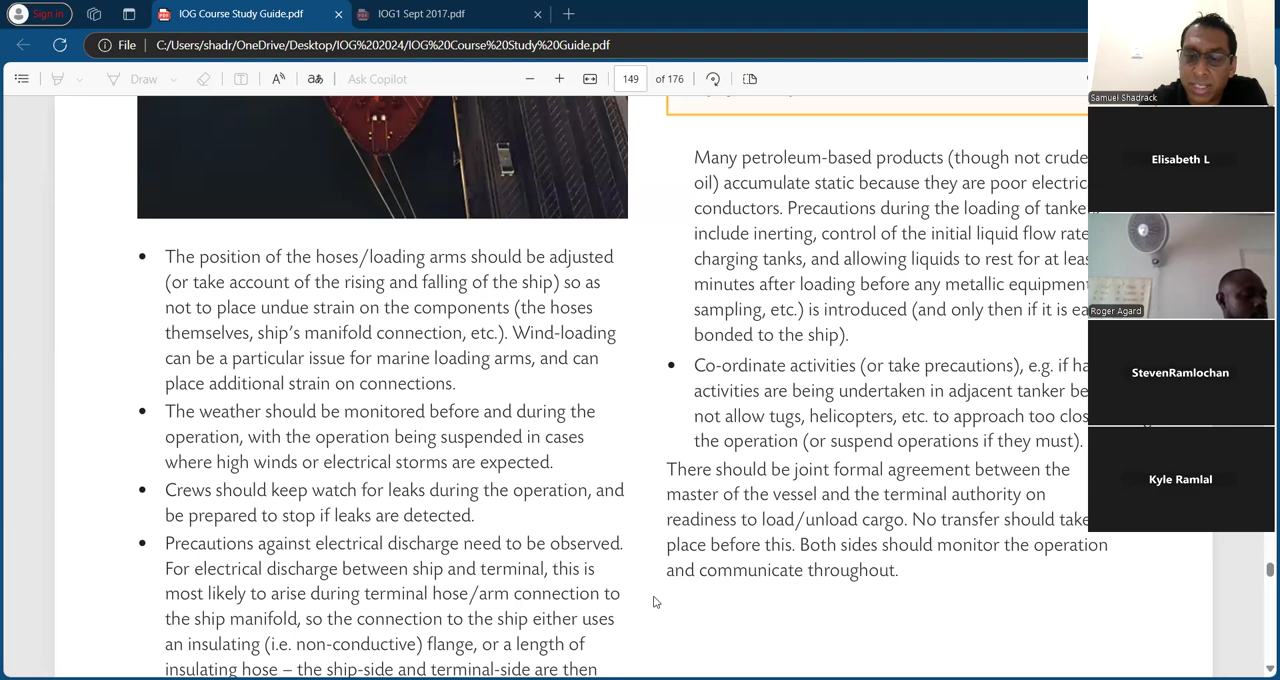 Sign in
IOG Course Study Guide.pdf
IOG1 Sept 2017.pdf
File
C:/Users/shadr/OneDrive/Desktop/IOG%202024/IOG%20Course%20Study%20Guide.pdf
Draw
Ask Copilot
149 of 176
The position of the hoses/loading arms should be adjusted
(or take account of the rising and falling of the ship) so as
not to place undue strain on the components (the hoses
themselves, ship's manifold connection, etc.). Wind-loading
can be a particular issue for marine loading arms, and can
place additional strain on connections.
The weather should be monitored before and during the
operation, with the operation being suspended in cases
where high winds or electrical storms are expected.
Crews should keep watch for leaks during the operation, and
be prepared to stop if leaks are detected.
Precautions against electrical discharge need to be observed.
For electrical discharge between ship and terminal, this is
most likely to arise during terminal hose/arm connection to
the ship manifold, so the connection to the ship either uses
an insulating (i.e. non-conductive) flange, or a length of
insulating hose – the ship-side and terminal-side are then
Many petroleum-based products (though not crude
oil) accumulate static because they are poor electric
conductors. Precautions during the loading of tanke
include inerting, control of the initial liquid flow rate
charging tanks, and allowing liquids to rest for at leas
minutes after loading before any metallic equipment
sampling, etc.) is introduced (and only then if it is ea
bonded to the ship).
Co-ordinate activities (or take precautions), e.g. if ha
activities are being undertaken in adjacent tanker be
not allow tugs, helicopters, etc. to approach too clos
the operation (or suspend operations if they must).
There should be joint formal agreement between the
master of the vessel and the terminal authority on
readiness to load/unload cargo. No transfer should take
place before this. Both sides should monitor the operation
and communicate throughout.
Samuel Shadrack
Elisabeth L
Roger Agard
StevenRamlochan
Kyle Ramlal